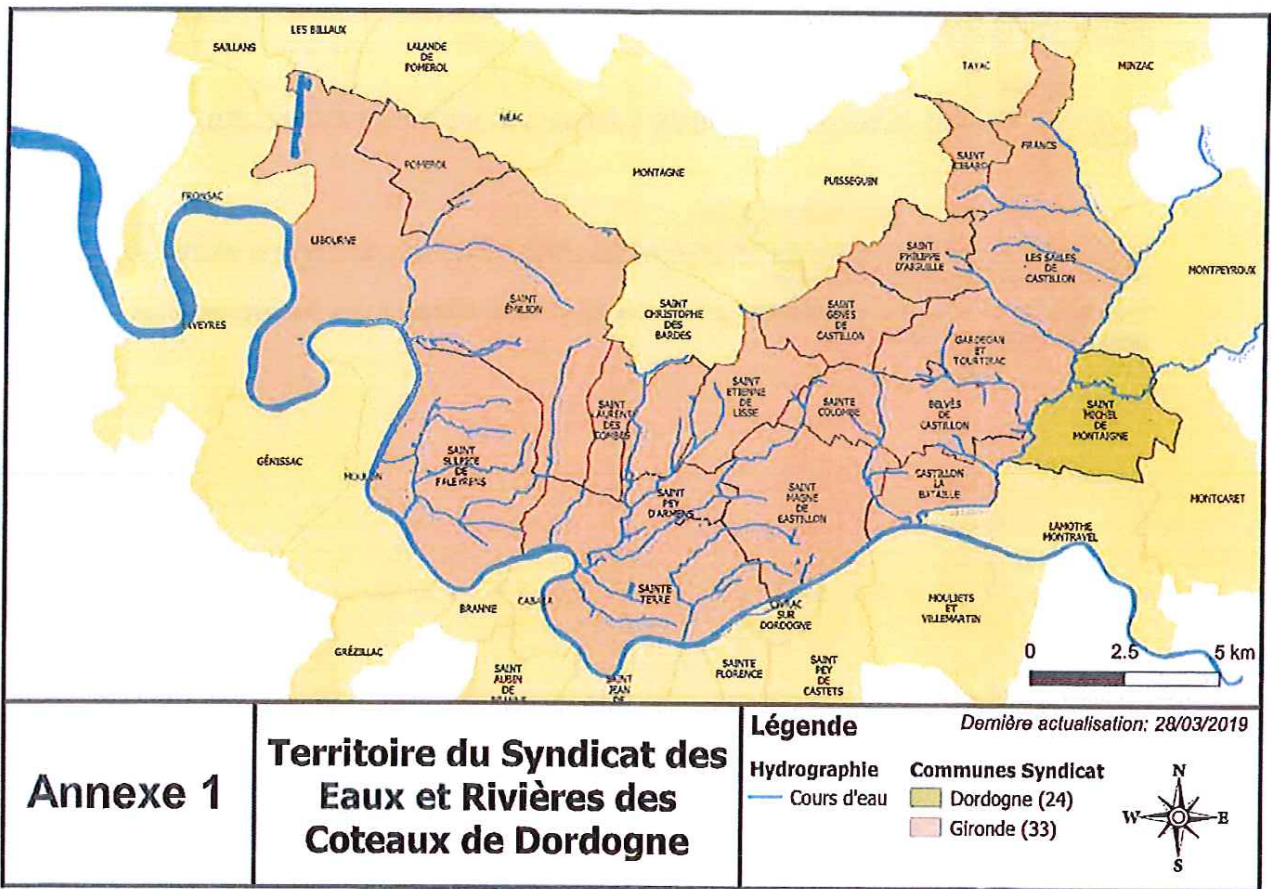 LES BILLAUX
SAILLANS
LALANDE
DE
POMEROL
TAYAC
MINZAC
NÉAC
FRANCS
POMEROL
SAINT
CIBARD
MONTAGNE
PUISSEGUIN
FRONSAC
LIBOURNE
SAINT
PHILIPPE
D'AIGUILLE
LES SALLES
DE
CASTILLON
MONTPEYROUX
SAINT
ÉMILION
SAINT
CHRISTOPHE
DES
BARDES
SAINT
GENÈS
DE
CASTILLON
GARDEGAN
ET
TOURTIRAC
SAINT
LAURENT
DES
COMBES
SAINT
ETIENNE
DE
LISSE
SAINTE
COLOMBE
BELVÈS
DE
CASTILLON
SAINT
MICHEL
DE
MONTAIGNE
GÉNISSAC
MOULON
SAINT
SULPICE
DE
FALEYRENS
SAINT
PEY
D'ARMENS
SAINT
MAGNE
DE
CASTILLON
CASTILLON
LA
BATAILLE
MONTCARET
LAMOTHE
MONTRAVEL
BRANNE
CABARA
SAINTE
TERRE
CIVRAC
SUR
DORDOGNE
MOULIETS
ET
VILLEMARTIN
GRÉZILLAC
SAINT
AUBIN
DE
SAINT
JEAN
DE
SAINTE
FLORENCE
SAINT
PEY
DE
CASTETS
0 2.5 5 km
Annexe 1
Territoire du Syndicat des
Eaux et Rivières des
Coteaux de Dordogne
Légende
Dernière actualisation: 28/03/2019
Hydrographie
Cours d'eau
Communes Syndicat
Dordogne (24)
Gironde (33)
N
W E
S